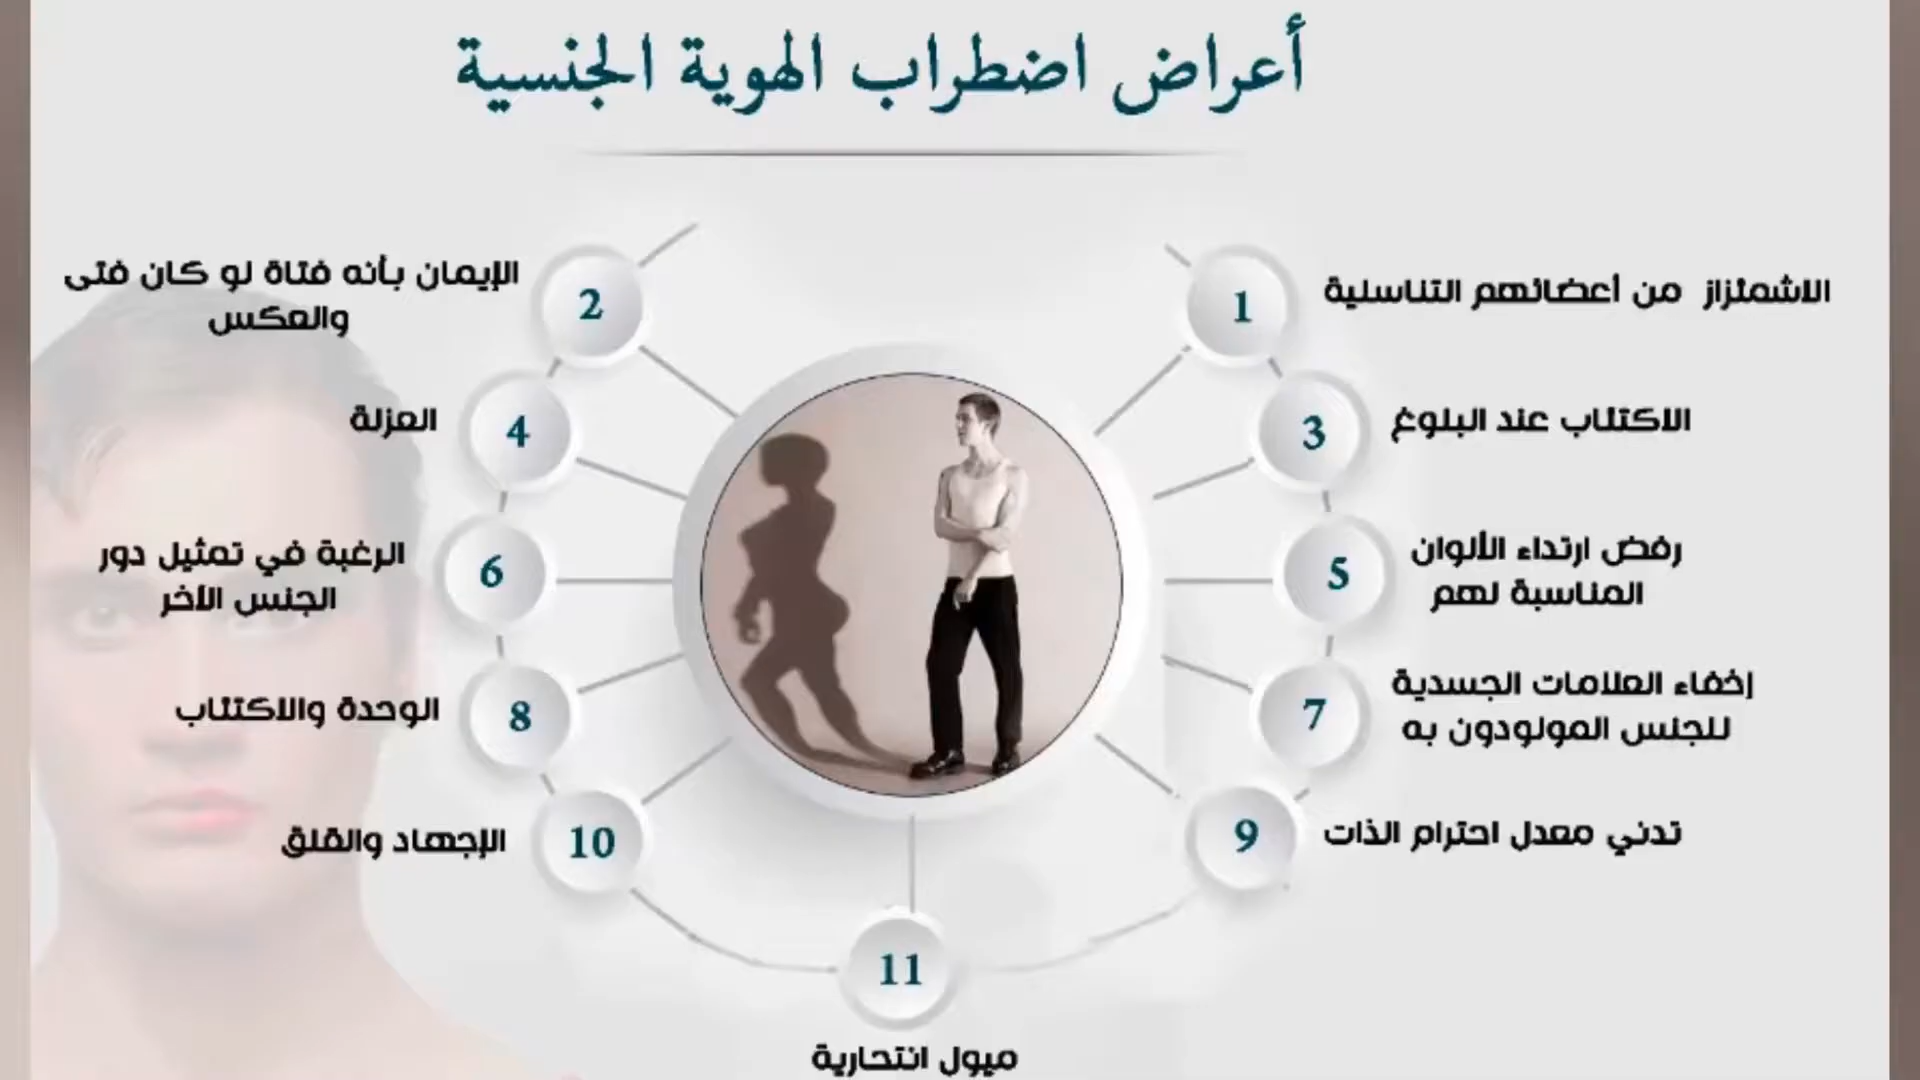 أعراض اضطراب الهوية الجنسية
1
الاشمئزاز من أعضائهم التناسلية
2
الإيمان بأنه فتاة لو كان فتى
والعكس
3
الاكتئاب عند البلوغ
4
العزلة
5
رفض ارتداء الألوان
المناسبة لهم
6
الرغبة في تمثيل دور
الجنس الآخر
7
إخفاء العلامات الجسدية
للجنس المولودون به
8
الوحدة والاكتئاب
9
تدني معدل احترام الذات
10
الإجهاد والقلق
11
ميول انتحارية